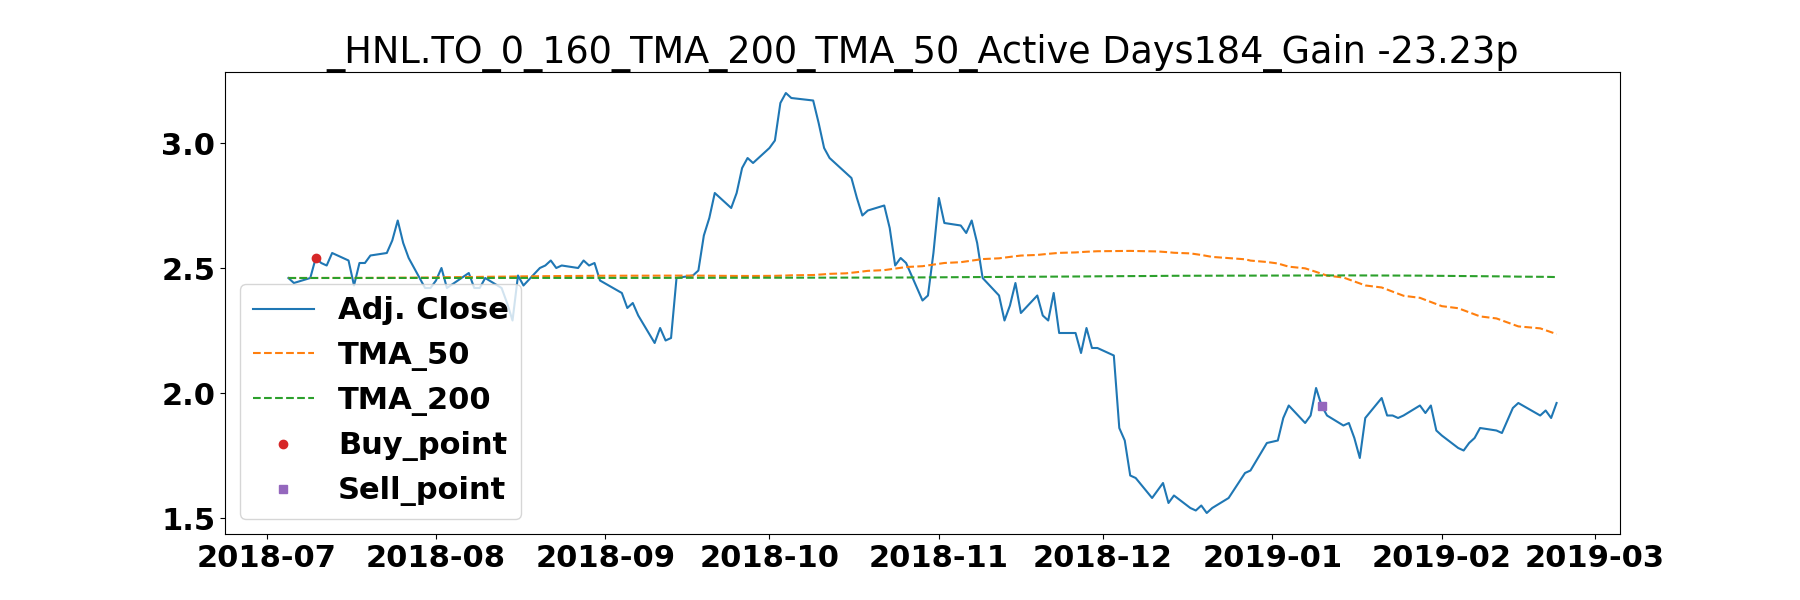 _HNL.TO_0_160_TMA_200_TMA_50_Active Days184_Gain -23.23p
3.0
2.5
2.0
1.5
Adj. Close
TMA_50
TMA_200
Buy_point
Sell_point
2018-07 2018-08 2018-09 2018-10 2018-11 2018-12 2019-01 2019-02 2019-03